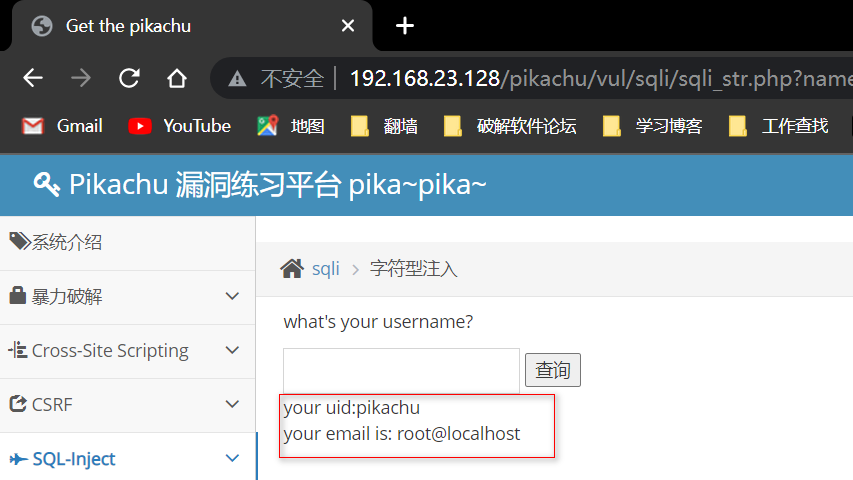 Get the pikachu
不安全 192.168.23.128/pikachu/vul/sqli/sqli_str.php?name
Gmail YouTube 地图 翻墙 破解软件论坛 学习博客 工作查找
Pikachu 漏洞练习平台 pika~pika~
系统介绍
sqli > 字符型注入
暴力破解
what's your username?
Cross-Site Scripting
查询
CSRF
your uid:pikachu
your email is: root@localhost
SQL-Inject